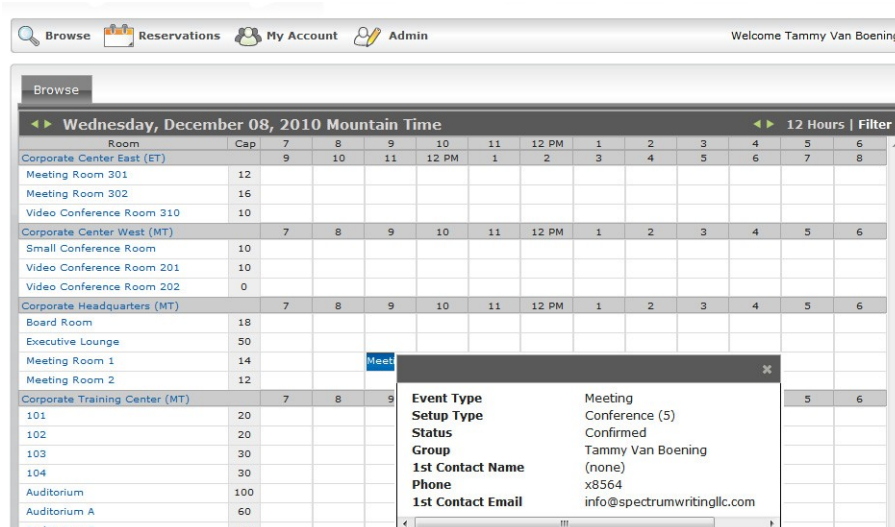 Browse Reservations My Account Admin Welcome Tammy Van Boening
Browse
Wednesday, December 08, 2010 Mountain Time 12 Hours | Filter
Room Cap 7 8 9 10 11 12 PM 1 2 3 4 5 6
Corporate Center East (ET) 9 10 11 12 PM 1 2 3 4 5 6 7 8
Meeting Room 301 12
Meeting Room 302 16
Video Conference Room 310 10
Corporate Center West (MT) 7 8 9 10 11 12 PM 1 2 3 4 5 6
Small Conference Room 10
Video Conference Room 201 10
Video Conference Room 202 0
Corporate Headquarters (MT) 7 8 9 10 11 12 PM 1 2 3 4 5 6
Board Room 18
Executive Lounge 50
Meeting Room 1 14 Meeti
Meeting Room 2 12
Corporate Training Center (MT) 7 8 9 5 6
101 20
102 20
103 30
104 30
Auditorium 100
Auditorium A 60
Event Type Meeting
Setup Type Conference (5)
Status Confirmed
Group Tammy Van Boening
1st Contact Name (none)
Phone x8564
1st Contact Email info@spectrumwritingllc.com